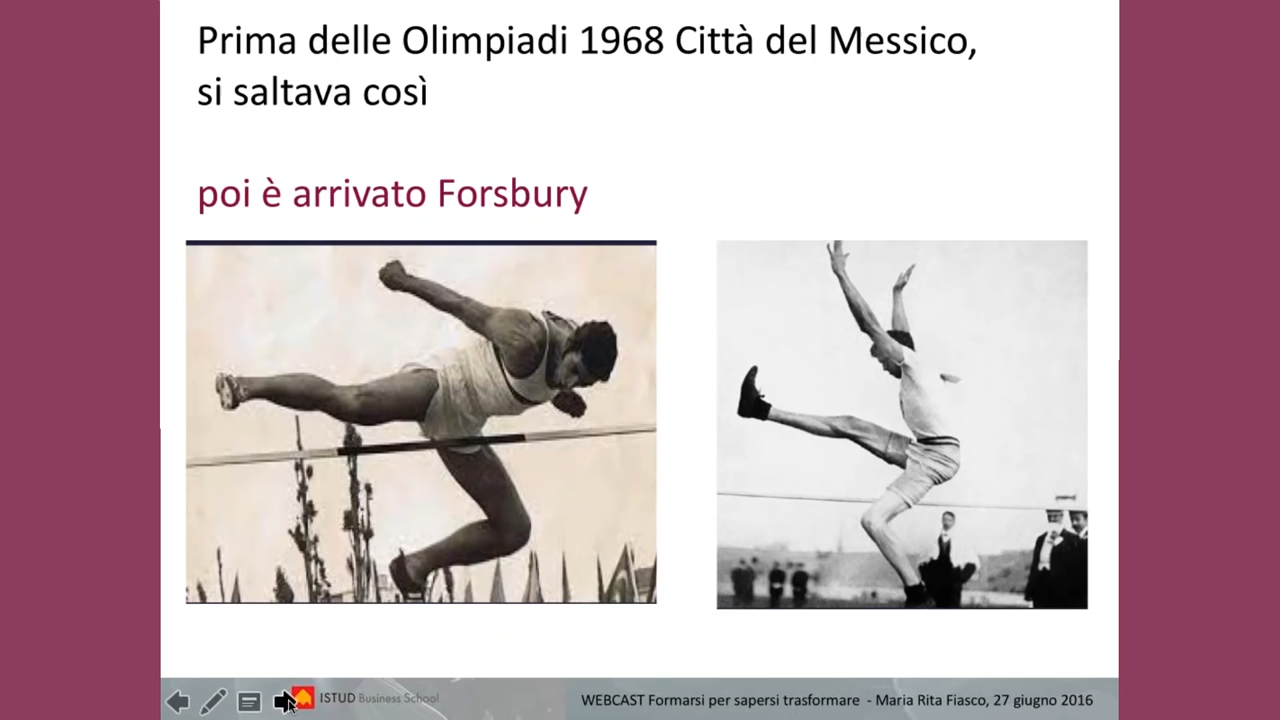 Prima delle Olimpiadi 1968 Città del Messico,
si saltava così
poi è arrivato Forsbury
ISTUD Business School
WEBCAST Formarsi per sapersi trasformare - Maria Rita Fiasco, 27 giugno 2016